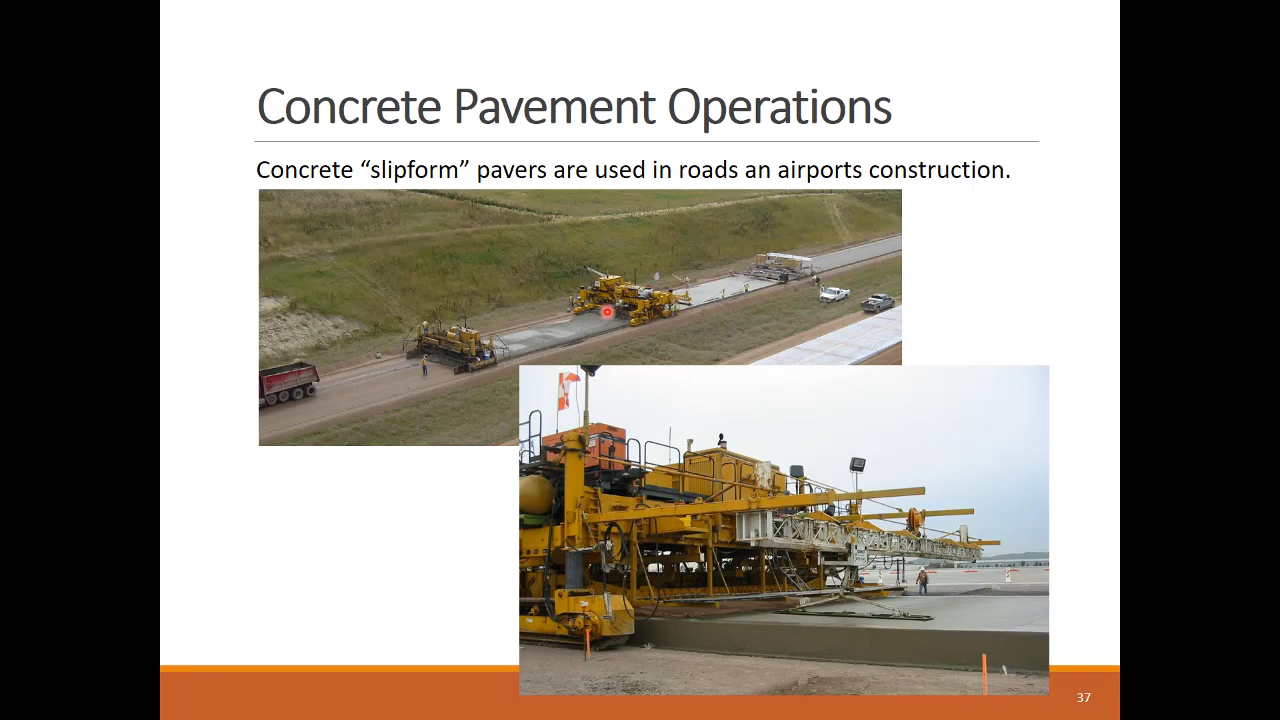 Concrete Pavement Operations
Concrete “slipform” pavers are used in roads an airports construction.
37